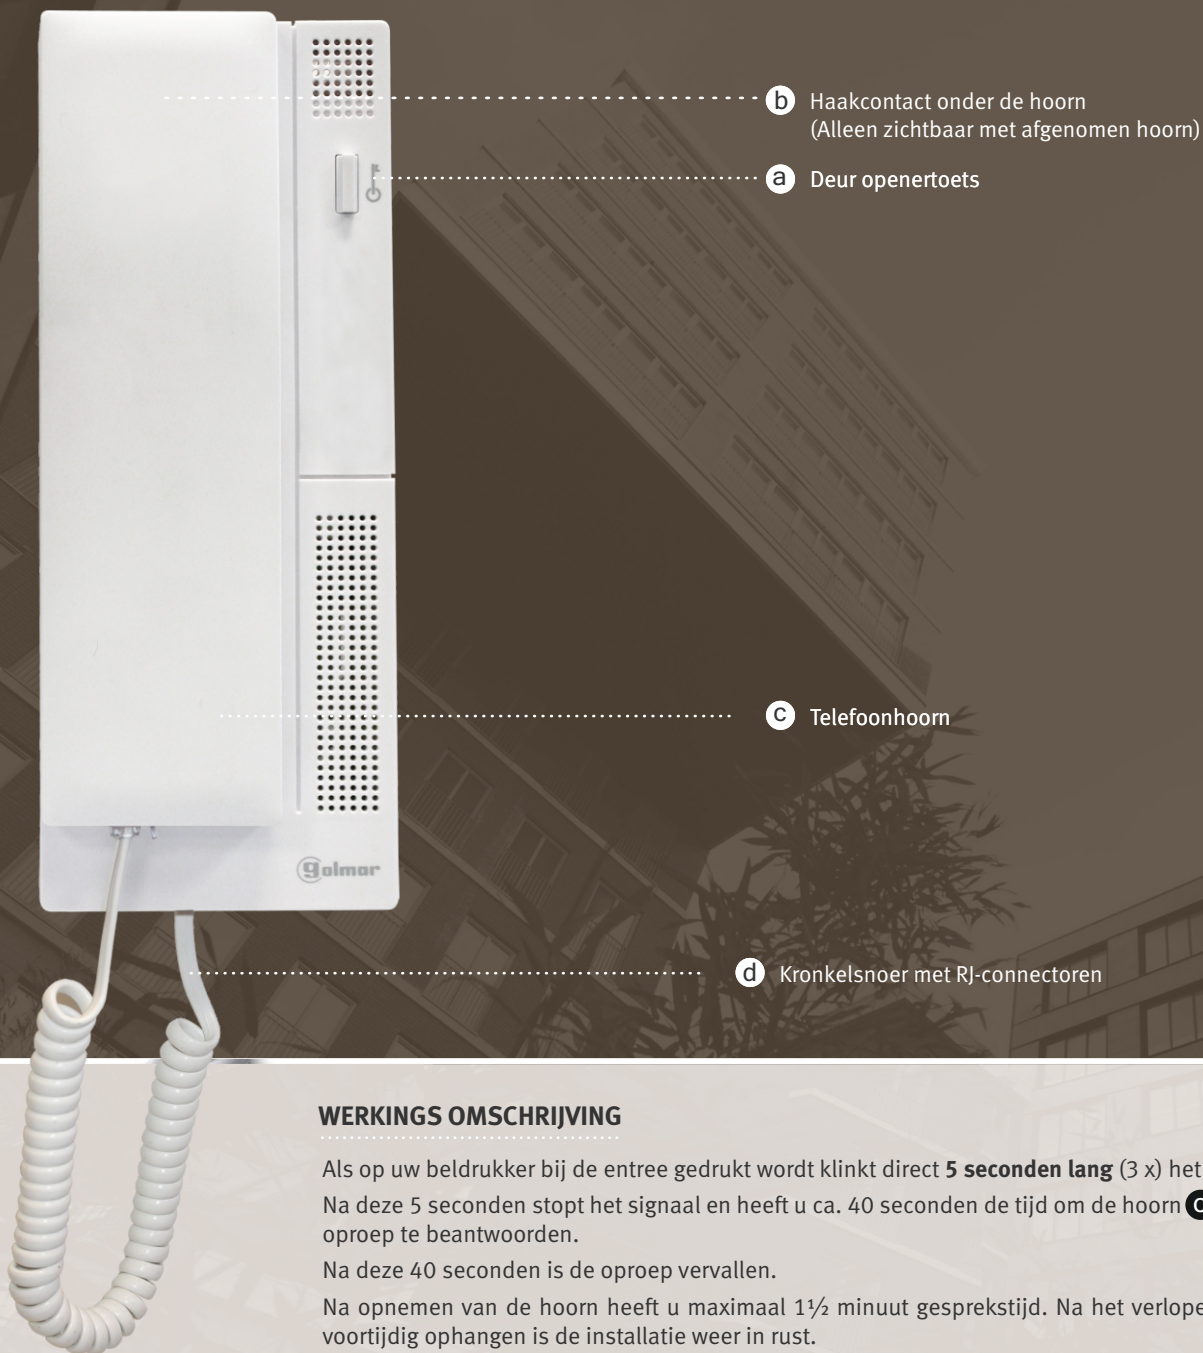 b Haakcontact onder de hoorn
(Alleen zichtbaar met afgenomen hoorn)
a Deur openertoets
c Telefoonhoorn
golmar
d Kronkelsnoer met RJ-connectoren
WERKINGS OMSCHRIJVING
Als op uw beldrukker bij de entree gedrukt wordt klinkt direct 5 seconden lang (3 x) het
Na deze 5 seconden stopt het signaal en heeft u ca. 40 seconden de tijd om de hoorn c
oproep te beantwoorden.
Na deze 40 seconden is de oproep vervallen.
Na opnemen van de hoorn heeft u maximaal 1½ minuut gesprekstijd. Na het verlope
voortijdig ophangen is de installatie weer in rust.